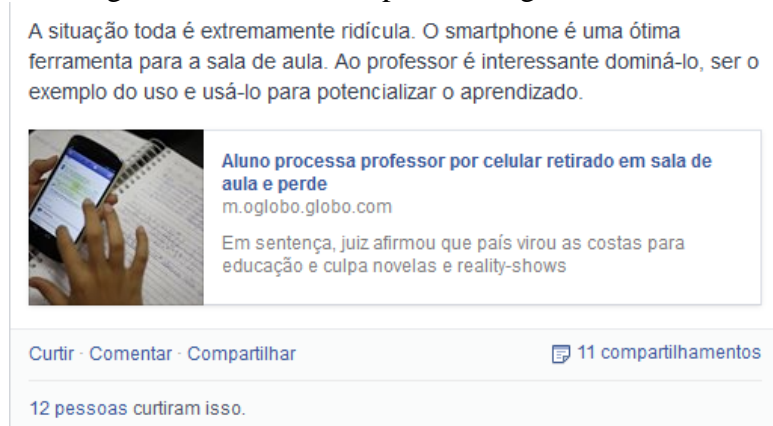 A situação toda é extremamente ridícula. O smartphone é uma ótima
ferramenta para a sala de aula. Ao professor é interessante dominá-lo, ser o
exemplo do uso e usá-lo para potencializar o aprendizado.
Aluno processa professor por celular retirado em sala de
aula e perde
m.oglobo.globo.com
Em sentença, juiz afirmou que país virou as costas para
educação e culpa novelas e reality-shows
Curtir · Comentar · Compartilhar
11 compartilhamentos
12 pessoas curtiram isso.